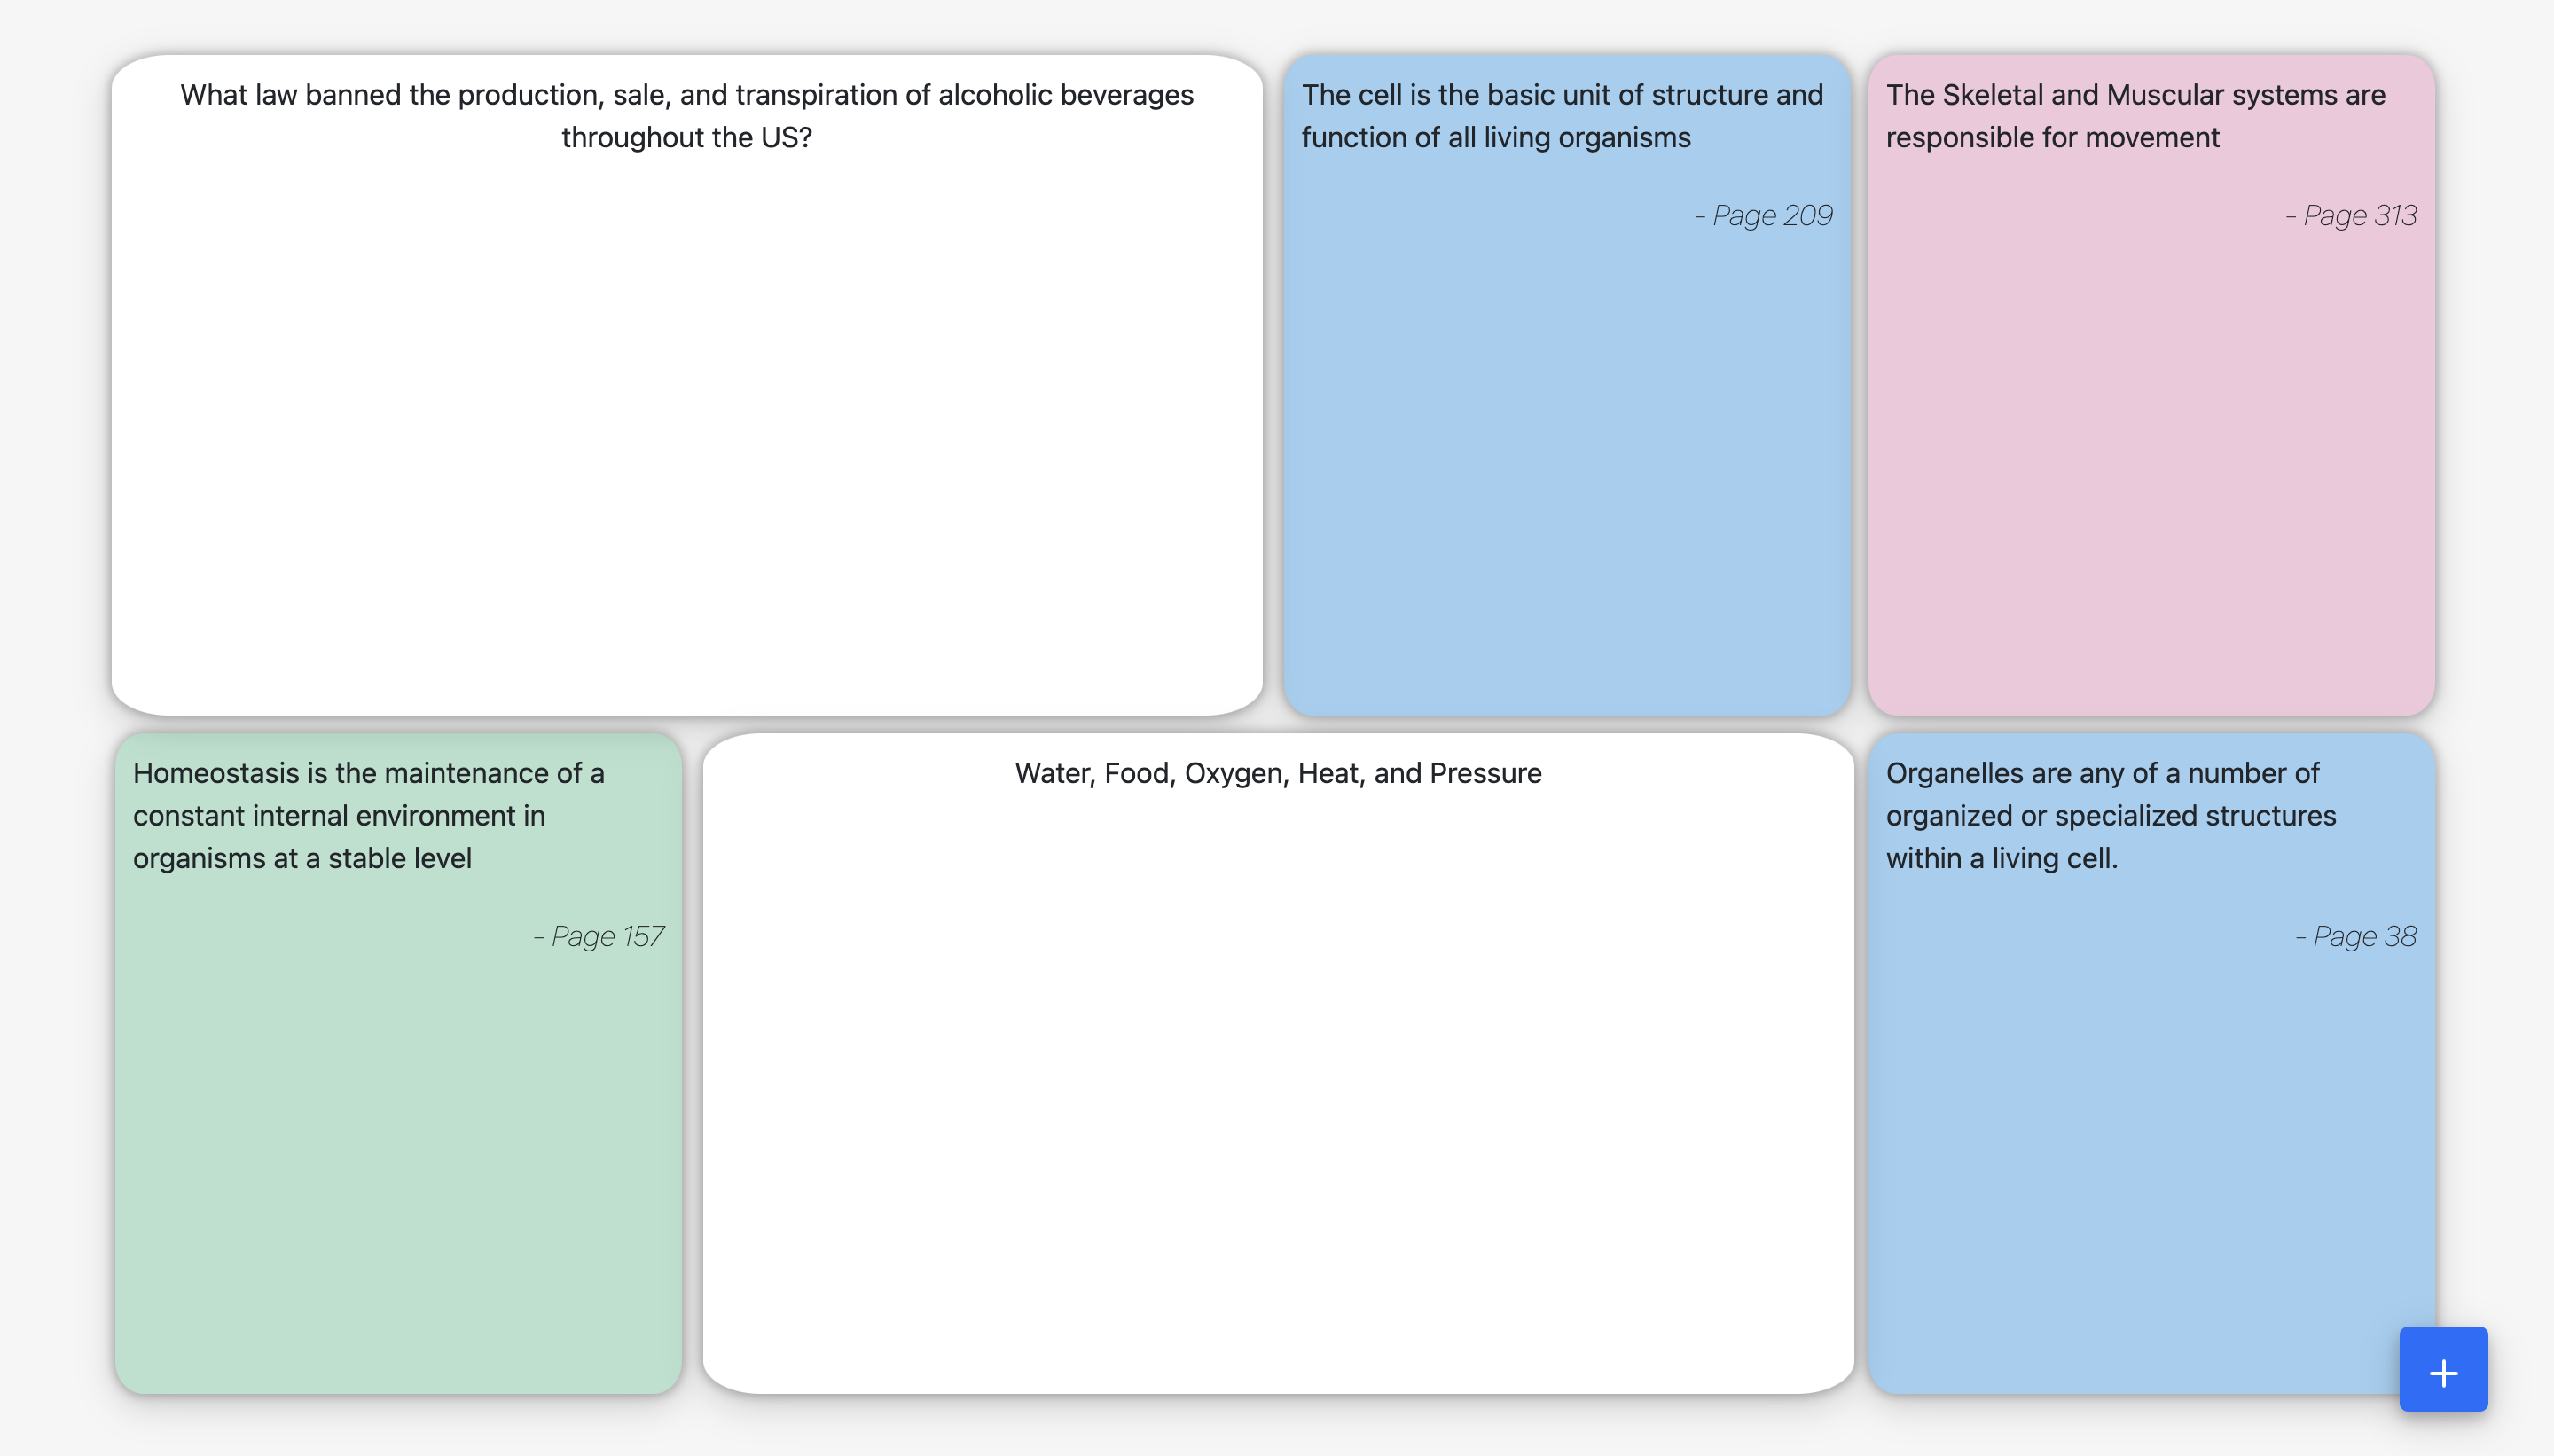 What law banned the production, sale, and transpiration of alcoholic beverages
throughout the US?
The cell is the basic unit of structure and
function of all living organisms
- Page 209
The Skeletal and Muscular systems are
responsible for movement
- Page 313
Homeostasis is the maintenance of a
constant internal environment in
organisms at a stable level
- Page 157
Water, Food, Oxygen, Heat, and Pressure
Organelles are any of a number of
organized or specialized structures
within a living cell.
- Page 38
+